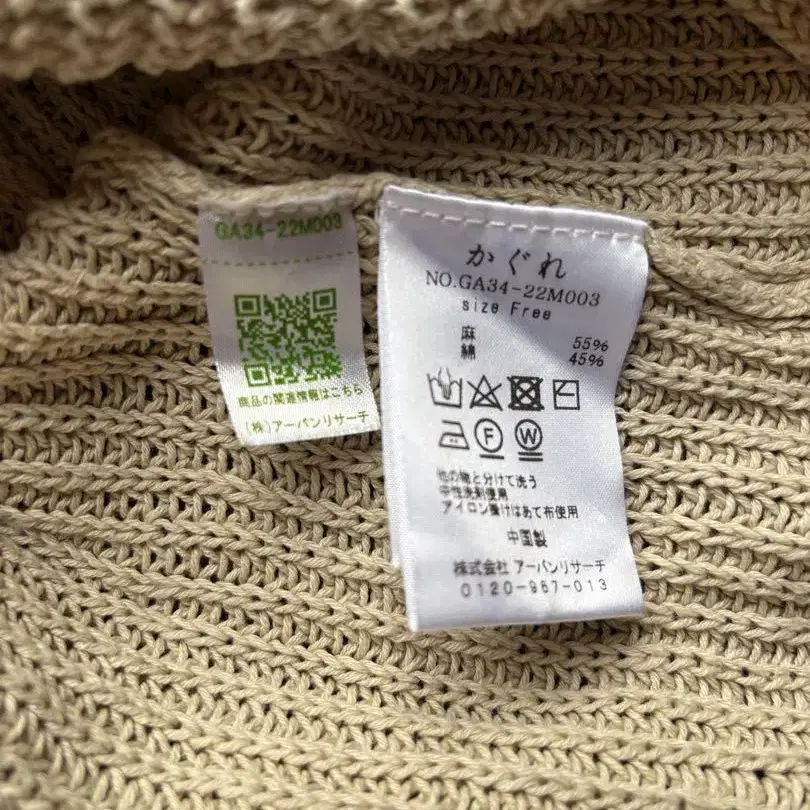 GA34-22M003
商品の関連情報はこちら
(株)アーバンリサーチ
かぐれ
NO.GA34-22M003
size Free
麻 55%
綿 45%
F W
他の物と分けて洗う
中性洗剤使用
アイロン掛けはあて布使用
中国製
株式会社 アーバンリサーチ
0120-967-013